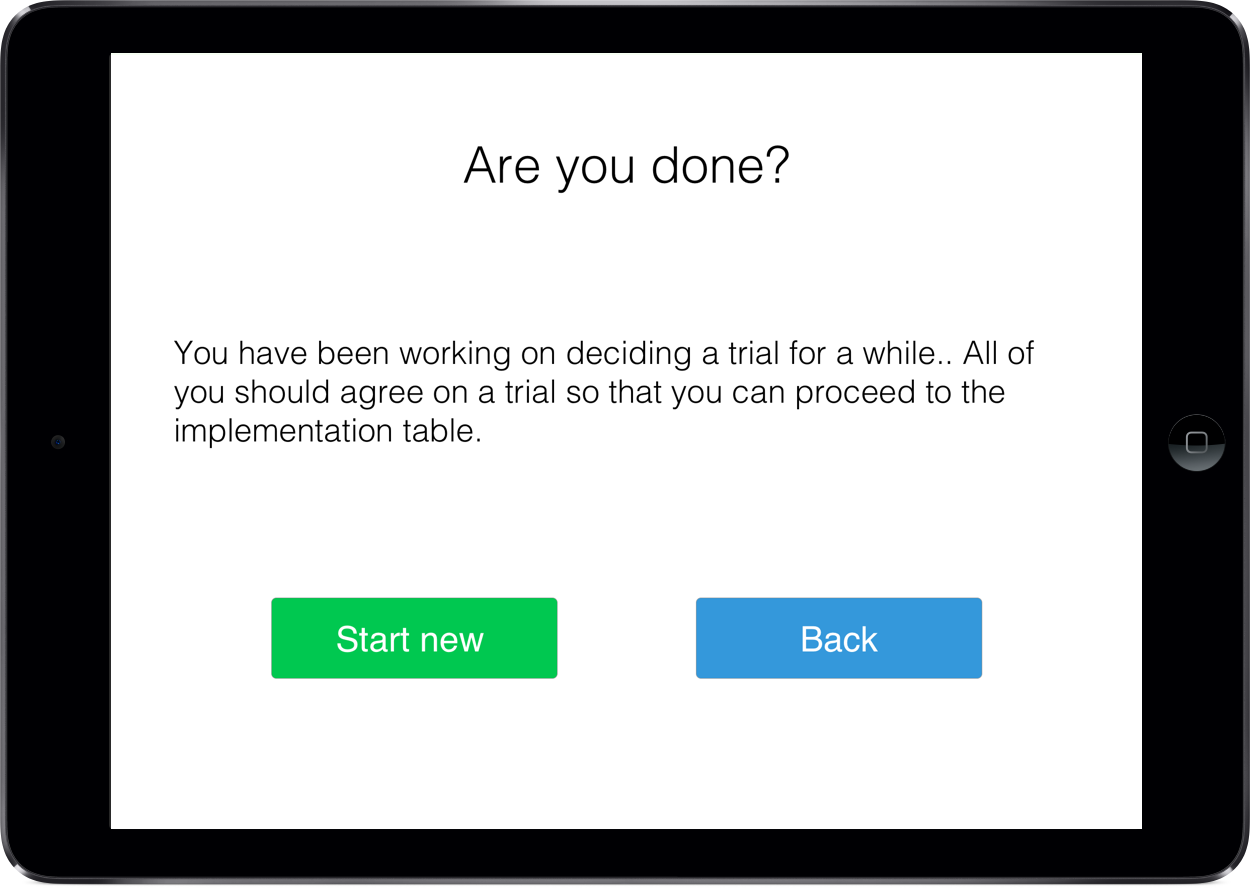 Are you done?
You have been working on deciding a trial for a while.. All of
you should agree on a trial so that you can proceed to the
implementation table.
Start new
Back